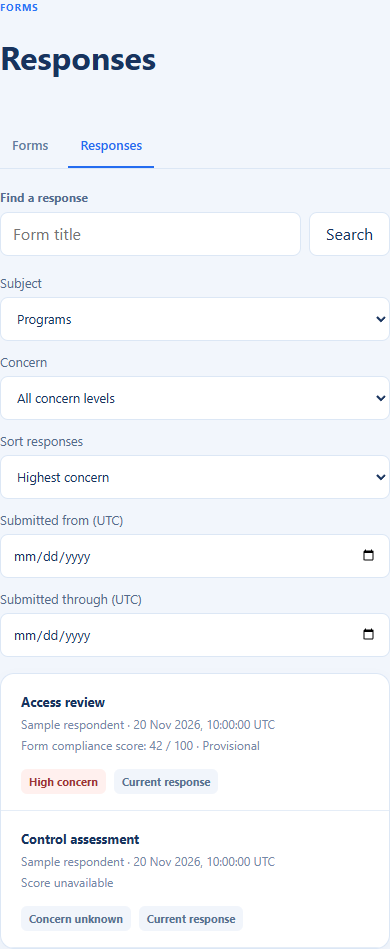 FORMS
Responses
Forms Responses
Find a response
Form title Search
Subject
Programs
Concern
All concern levels
Sort responses
Highest concern
Submitted from (UTC)
mm/dd/yyyy
Submitted through (UTC)
mm/dd/yyyy
Access review
Sample respondent · 20 Nov 2026, 10:00:00 UTC
Form compliance score: 42 / 100 · Provisional
High concern Current response
Control assessment
Sample respondent · 20 Nov 2026, 10:00:00 UTC
Score unavailable
Concern unknown Current response